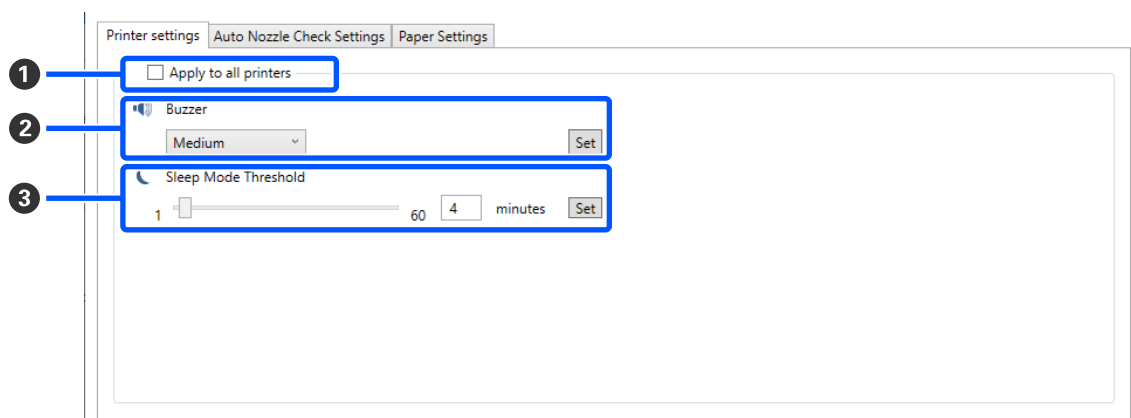 Printer settings Auto Nozzle Check Settings Paper Settings
1 Apply to all printers
Buzzer
2 Medium Set
Sleep Mode Threshold
3 1 60 4 minutes Set